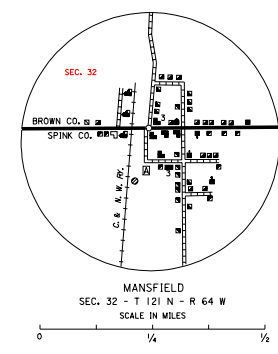 SEC. 32
BROWN CO.
3
SPINK CO.
C. & N. W. RY.
A
3
MANSFIELD
SEC. 32 - T 121 N - R 64 W
SCALE IN MILES
0 1/4 1/2